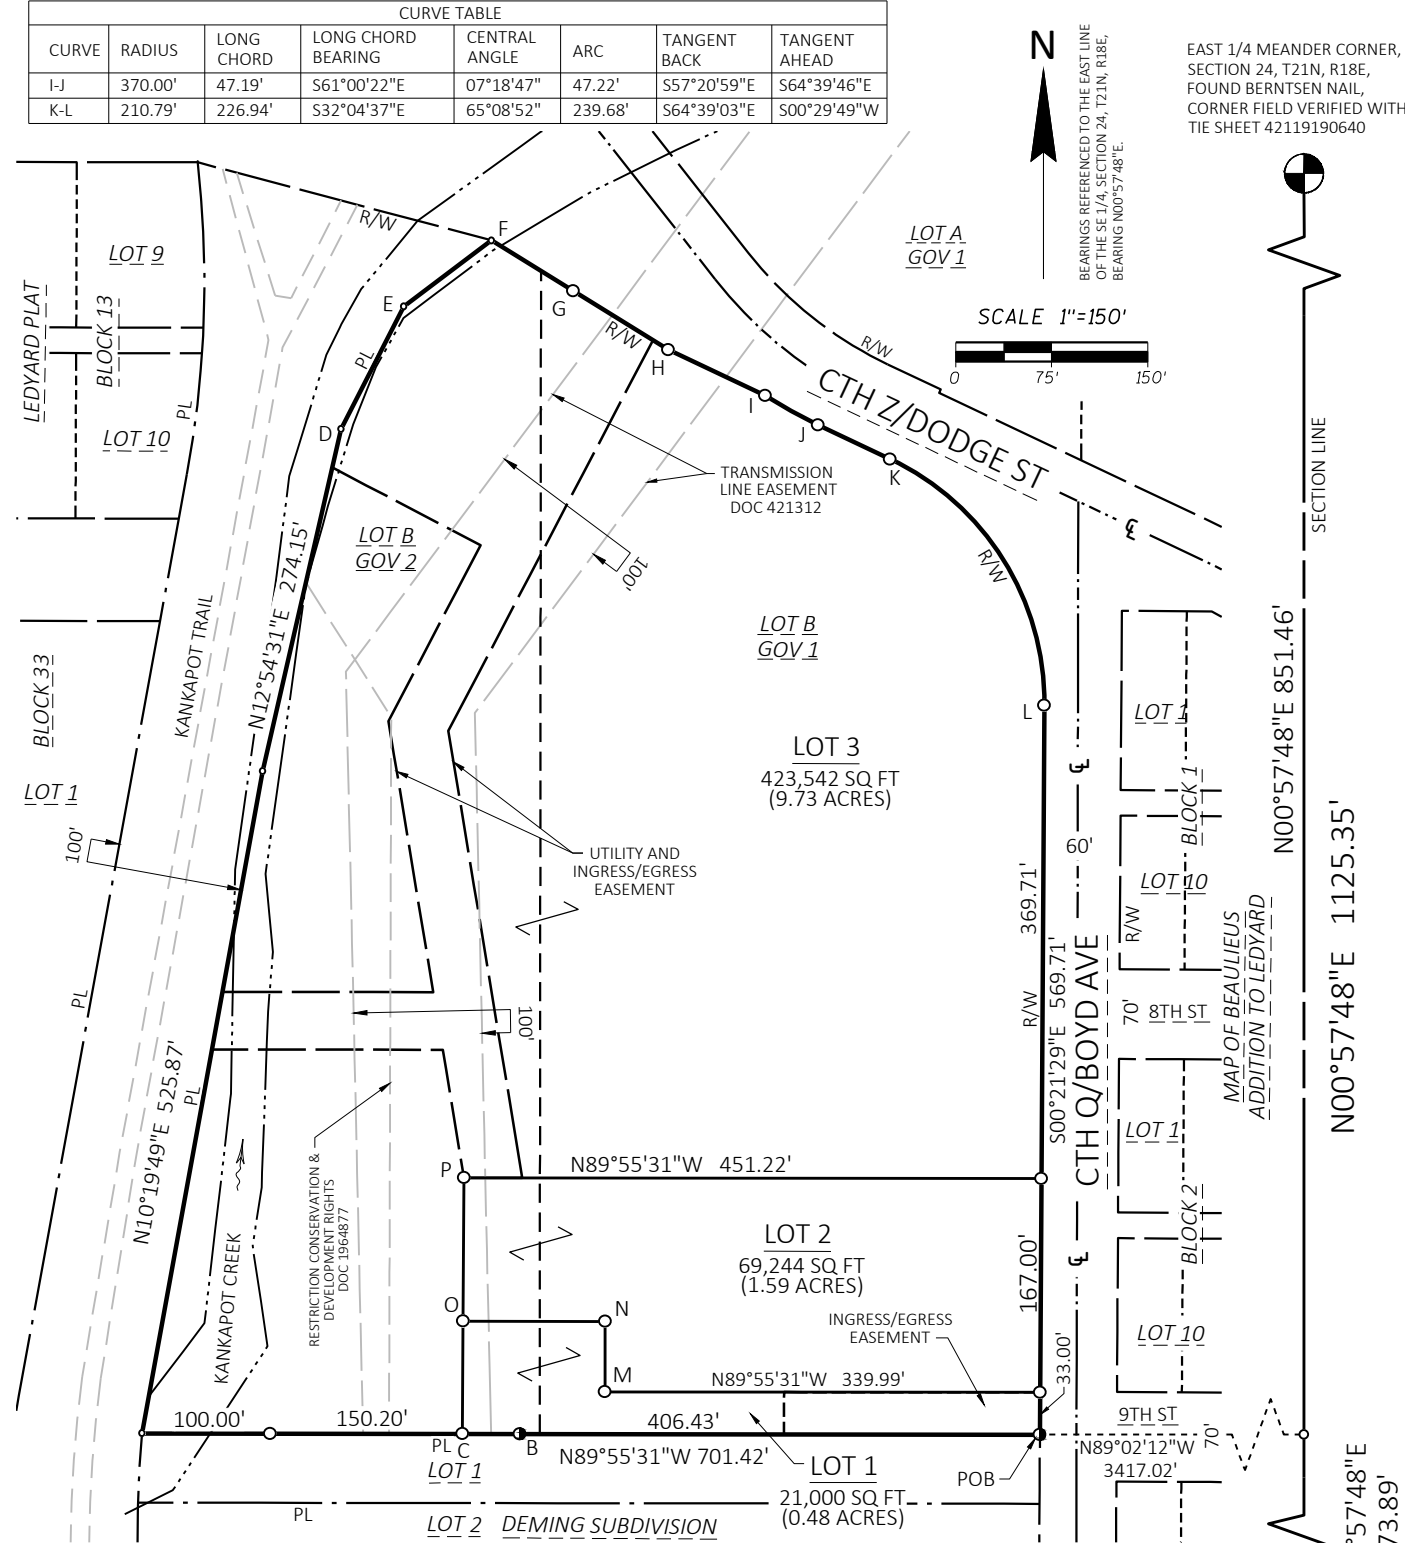 CURVE TABLE
CURVE RADIUS LONG CHORD LONG CHORD BEARING CENTRAL ANGLE ARC TANGENT BACK TANGENT AHEAD
I-J 370.00' 47.19' S61°00'22"E 07°18'47" 47.22' S57°20'59"E S64°39'46"E
K-L 210.79' 226.94' S32°04'37"E 65°08'52" 239.68' S64°39'03"E S00°29'49"W
N
BEARINGS REFERENCED TO THE EAST LINE
OF THE SE 1/4, SECTION 24, T21N, R18E,
BEARING N00°57'48"E.
EAST 1/4 MEANDER CORNER,
SECTION 24, T21N, R18E,
FOUND BERNTSEN NAIL,
CORNER FIELD VERIFIED WITH
TIE SHEET 42119190640
SCALE 1"=150'
0 75' 150'
LOT A
GOV 1
R/W
F
LOT 9
LEDYARD PLAT
BLOCK 13
E
G
R/W
H
R/W
PL
I
CTH Z/DODGE ST
J
PL
D
LOT 10
K
SECTION LINE
TRANSMISSION
LINE EASEMENT
DOC 421312
LOT B
GOV 2
100'
R/W
N12°54'31"E 274.15'
KANKAPOT TRAIL
LOT B
GOV 1
BLOCK 33
L
LOT 1
N00°57'48"E 851.46'
LOT 3
423,542 SQ FT
(9.73 ACRES)
LOT 1
BLOCK 1
100'
60'
UTILITY AND
INGRESS/EGRESS
EASEMENT
369.71'
LOT 10
R/W
MAP OF BEAULIEUS
ADDITION TO LEDYARD
N00°57'48"E 1125.35'
PL
R/W
S00°21'29"E 569.71'
CTH Q/BOYD AVE
100'
70'
8TH ST
N10°19'49"E 525.87'
PL
RESTRICTION CONSERVATION &
DEVELOPMENT RIGHTS
DOC 1964877
LOT 1
P
N89°55'31"W 451.22'
KANKAPOT CREEK
LOT 2
69,244 SQ FT
(1.59 ACRES)
167.00'
BLOCK 2
O
N
INGRESS/EGRESS
EASEMENT
LOT 10
M
N89°55'31"W 339.99'
33.00'
100.00'
150.20'
406.43'
9TH ST
70'
PL
C
B
N89°55'31"W 701.42'
N89°02'12"W
3417.02'
LOT 1
LOT 1
POB
21,000 SQ FT
(0.48 ACRES)
PL
LOT 2 DEMING SUBDIVISION
°57'48"E
73.89'